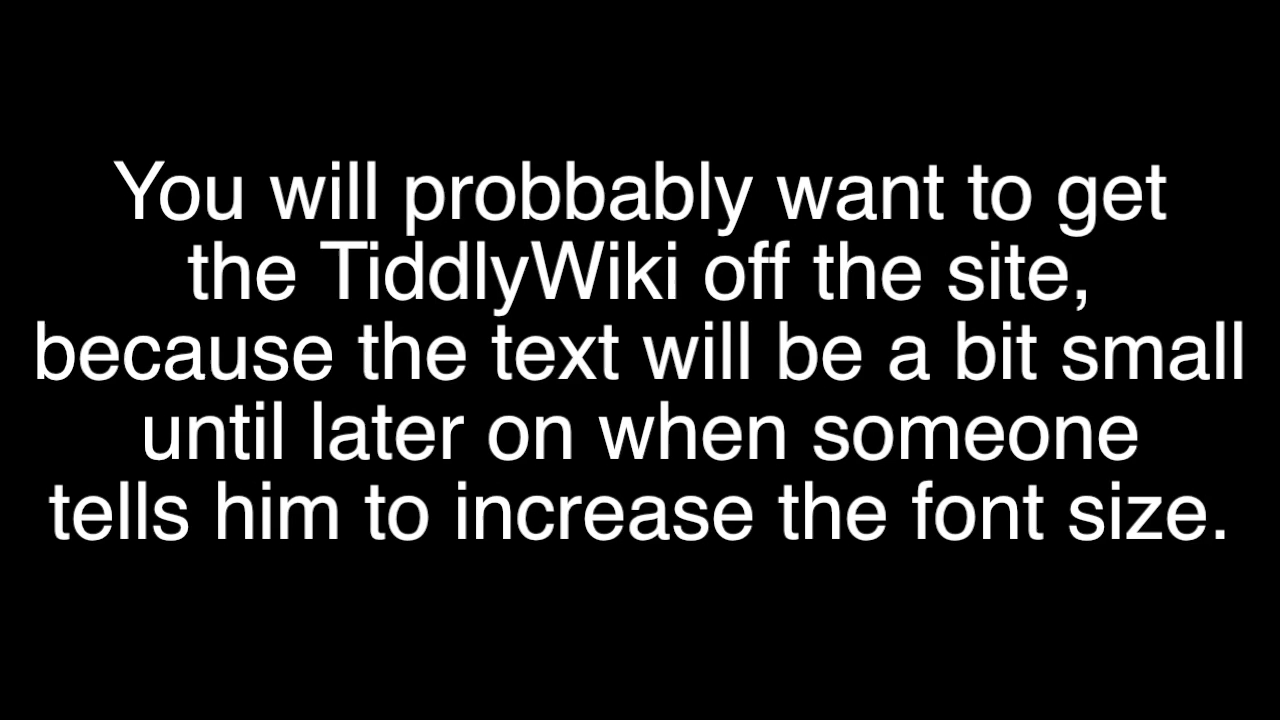 You will probbably want to get
the TiddlyWiki off the site,
because the text will be a bit small
until later on when someone
tells him to increase the font size.